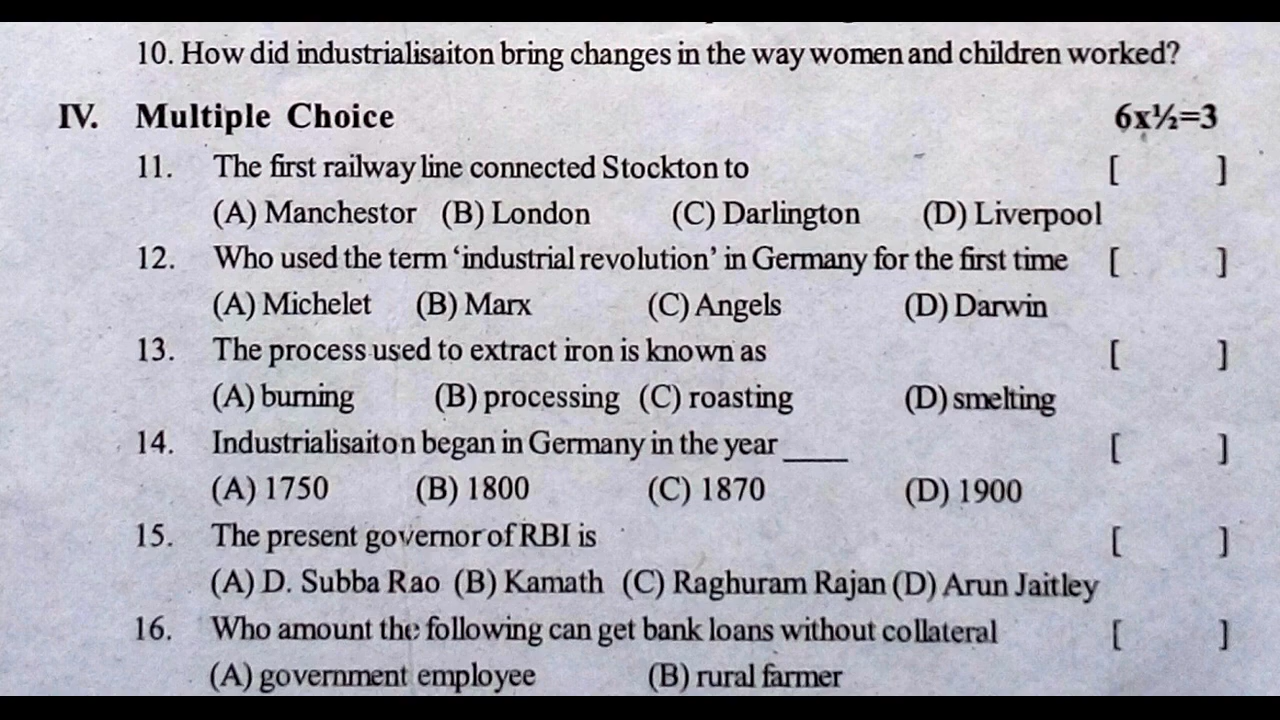 10. How did industrialisaiton bring changes in the way women and children worked?
IV. Multiple Choice 6x½=3
11. The first railway line connected Stockton to [ ]
(A) Manchestor (B) London (C) Darlington (D) Liverpool
12. Who used the term ‘industrial revolution’ in Germany for the first time [ ]
(A) Michelet (B) Marx (C) Angels (D) Darwin
13. The process used to extract iron is known as [ ]
(A) burning (B) processing (C) roasting (D) smelting
14. Industrialisaiton began in Germany in the year ____ [ ]
(A) 1750 (B) 1800 (C) 1870 (D) 1900
15. The present governor of RBI is [ ]
(A) D. Subba Rao (B) Kamath (C) Raghuram Rajan (D) Arun Jaitley
16. Who amount the following can get bank loans without collateral [ ]
(A) government employee (B) rural farmer